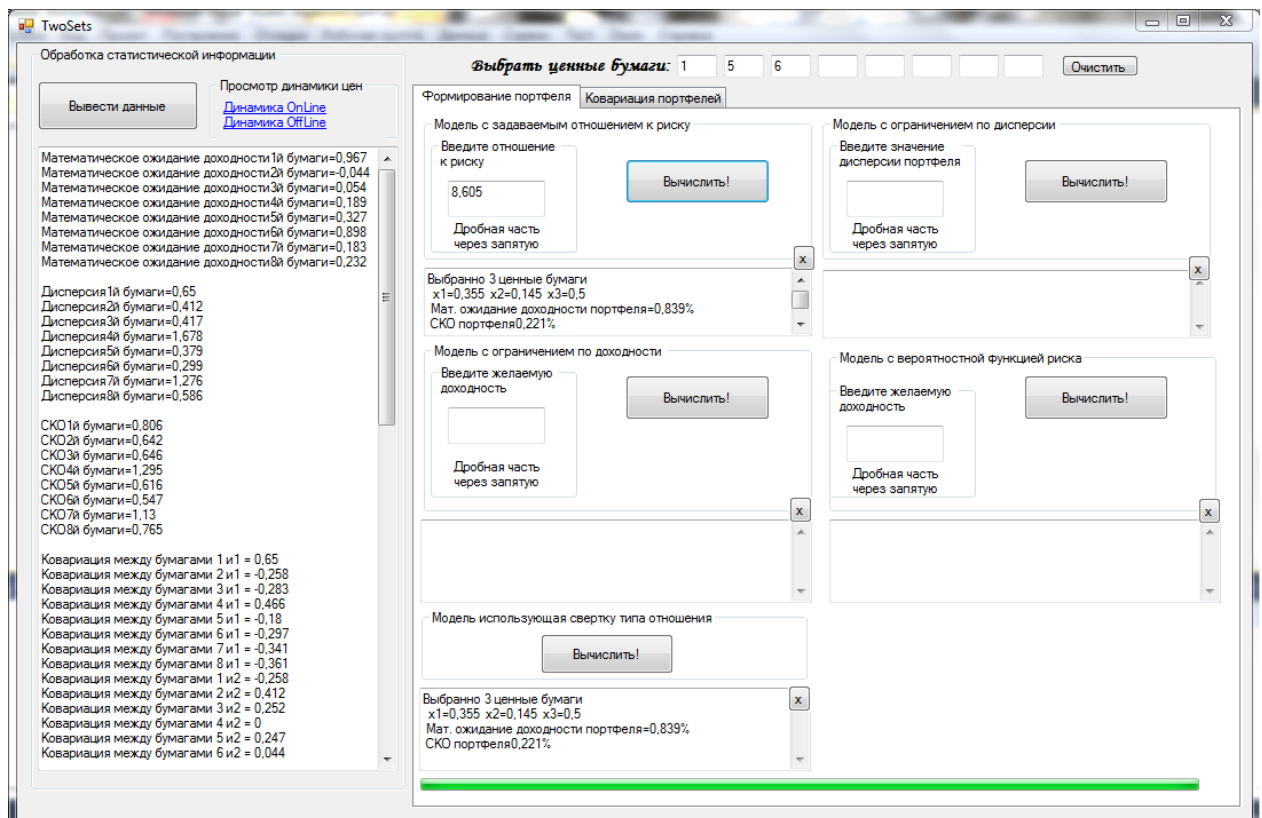 TwoSets
Обработка статистической информации
Вывести данные
Просмотр динамики цен
Динамика OnLine
Динамика OffLine
Математическое ожидание доходности1й бумаги=0,967
Математическое ожидание доходности2й бумаги=-0,044
Математическое ожидание доходности3й бумаги=0,054
Математическое ожидание доходности4й бумаги=0,189
Математическое ожидание доходности5й бумаги=0,327
Математическое ожидание доходности6й бумаги=0,898
Математическое ожидание доходности7й бумаги=0,183
Математическое ожидание доходности8й бумаги=0,232
Дисперсия1й бумаги=0,65
Дисперсия2й бумаги=0,412
Дисперсия3й бумаги=0,417
Дисперсия4й бумаги=1,678
Дисперсия5й бумаги=0,379
Дисперсия6й бумаги=0,299
Дисперсия7й бумаги=1,276
Дисперсия8й бумаги=0,586
СКО1й бумаги=0,806
СКО2й бумаги=0,642
СКО3й бумаги=0,646
СКО4й бумаги=1,295
СКО5й бумаги=0,616
СКО6й бумаги=0,547
СКО7й бумаги=1,13
СКО8й бумаги=0,765
Ковариация между бумагами 1 и1 = 0,65
Ковариация между бумагами 2 и1 = -0,258
Ковариация между бумагами 3 и1 = -0,283
Ковариация между бумагами 4 и1 = 0,466
Ковариация между бумагами 5 и1 = -0,18
Ковариация между бумагами 6 и1 = -0,297
Ковариация между бумагами 7 и1 = -0,341
Ковариация между бумагами 8 и1 = -0,361
Ковариация между бумагами 1 и2 = -0,258
Ковариация между бумагами 2 и2 = 0,412
Ковариация между бумагами 3 и2 = 0,252
Ковариация между бумагами 4 и2 = 0
Ковариация между бумагами 5 и2 = 0,247
Ковариация между бумагами 6 и2 = 0,044
Выбрать ценные бумаги: 1 5 6 Очистить
Формирование портфеля Ковариация портфелей
Модель с задаваемым отношением к риску
Введите отношение
к риску
8,605
Дробная часть
через запятую
Вычислить!
x
Выбранно 3 ценные бумаги
x1=0,355 x2=0,145 x3=0,5
Мат. ожидание доходности портфеля=0,839%
СКО портфеля0,221%
Модель с ограничением по дисперсии
Введите значение
дисперсии портфеля
Дробная часть
через запятую
Вычислить!
x
Модель с ограничением по доходности
Введите желаемую
доходность
Дробная часть
через запятую
Вычислить!
x
Модель с вероятностной функцией риска
Введите желаемую
доходность
Дробная часть
через запятую
Вычислить!
x
Модель использующая свертку типа отношения
Вычислить!
x
Выбранно 3 ценные бумаги
x1=0,355 x2=0,145 x3=0,5
Мат. ожидание доходности портфеля=0,839%
СКО портфеля0,221%